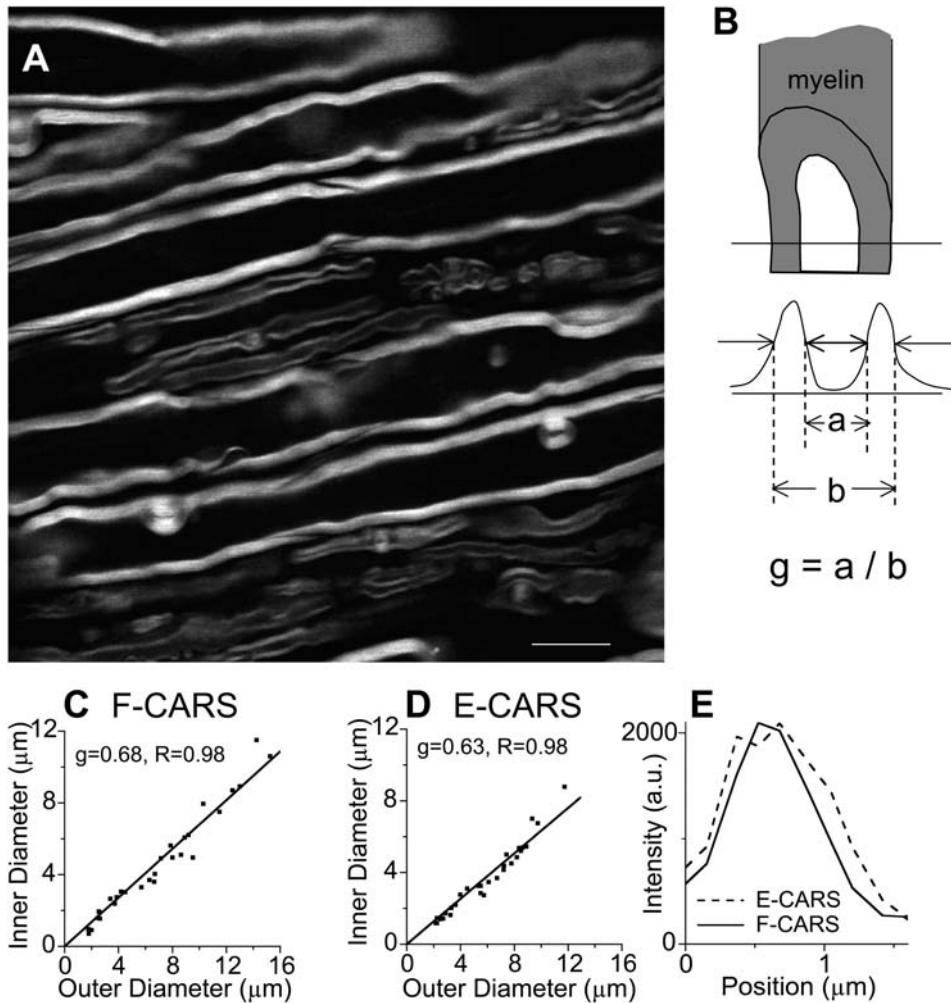 A
B
myelin
a
b
g = a / b
C F-CARS
g=0.68, R=0.98
Inner Diameter (μm)
12
8
4
0
0 4 8 12 16
Outer Diameter (μm)
D E-CARS
g=0.63, R=0.98
Inner Diameter (μm)
12
8
4
0
0 4 8 12 16
Outer Diameter (μm)
E
Intensity (a.u.)
2000
0
E-CARS
F-CARS
0 1
Position (μm)